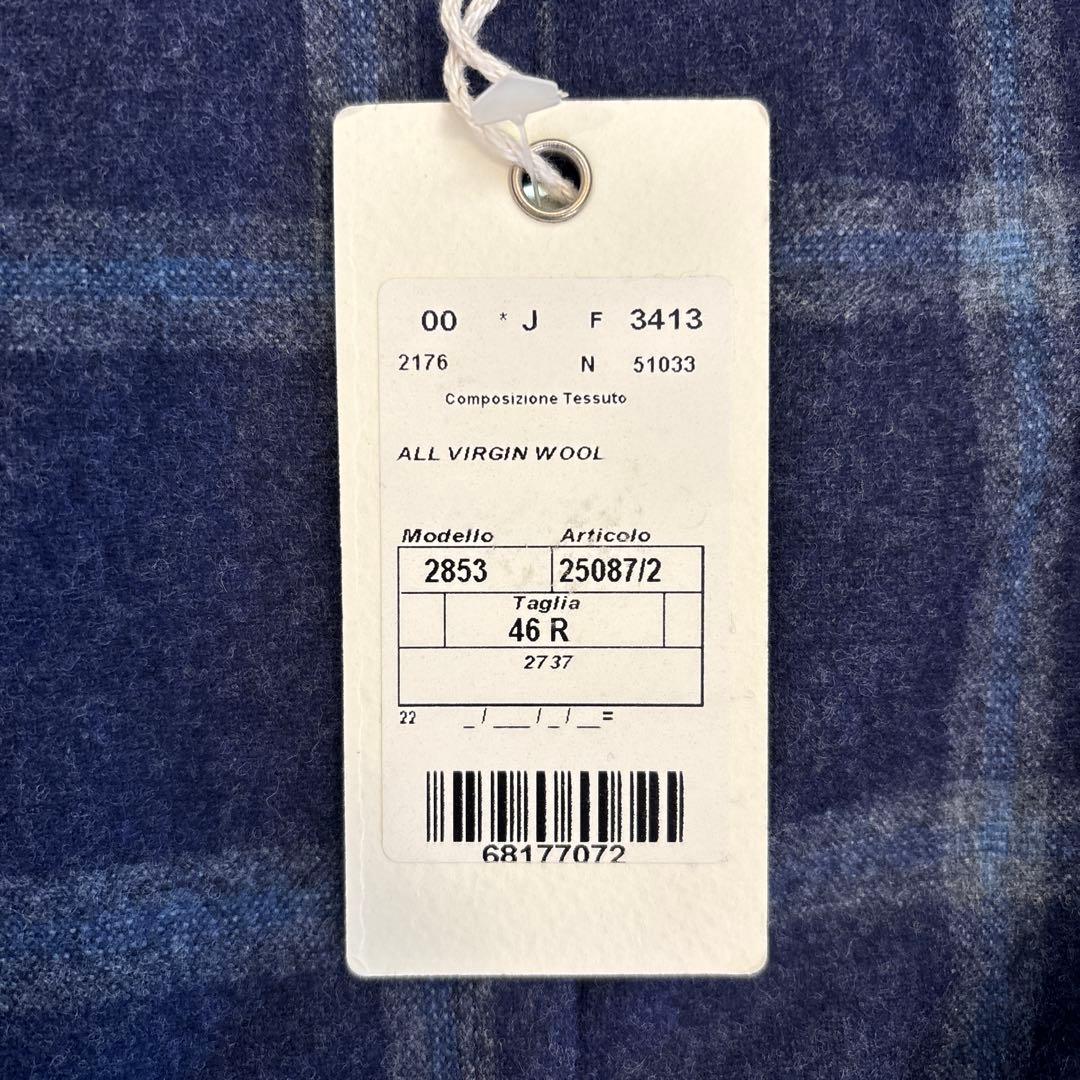 00 * J F 3413
2176 N 51033
Composizione Tessuto
ALL VIRGIN WOOL
Modello Articolo
2853 25087/2
Taglia
46 R
2737
22 _/___/_/__=
68177072